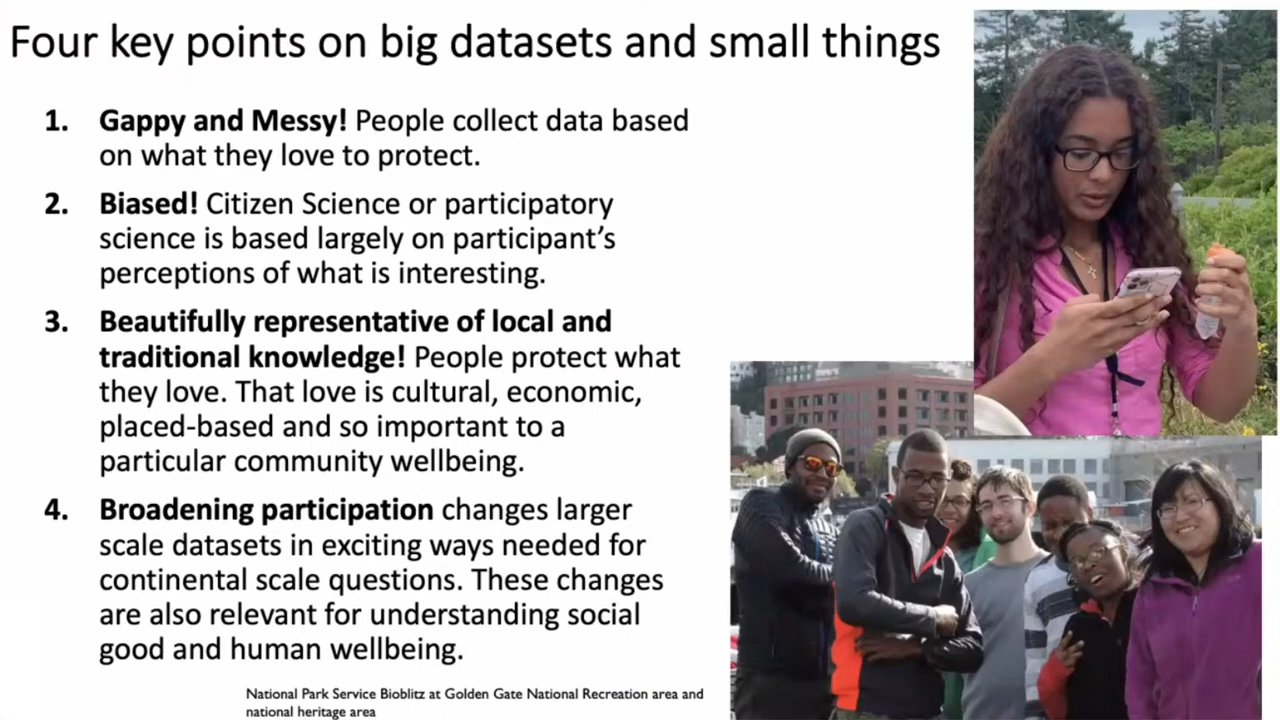 Four key points on big datasets and small things
1. Gappy and Messy! People collect data based
on what they love to protect.
2. Biased! Citizen Science or participatory
science is based largely on participant’s
perceptions of what is interesting.
3. Beautifully representative of local and
traditional knowledge! People protect what
they love. That love is cultural, economic,
placed-based and so important to a
particular community wellbeing.
4. Broadening participation changes larger
scale datasets in exciting ways needed for
continental scale questions. These changes
are also relevant for understanding social
good and human wellbeing.
National Park Service Bioblitz at Golden Gate National Recreation area and
national heritage area